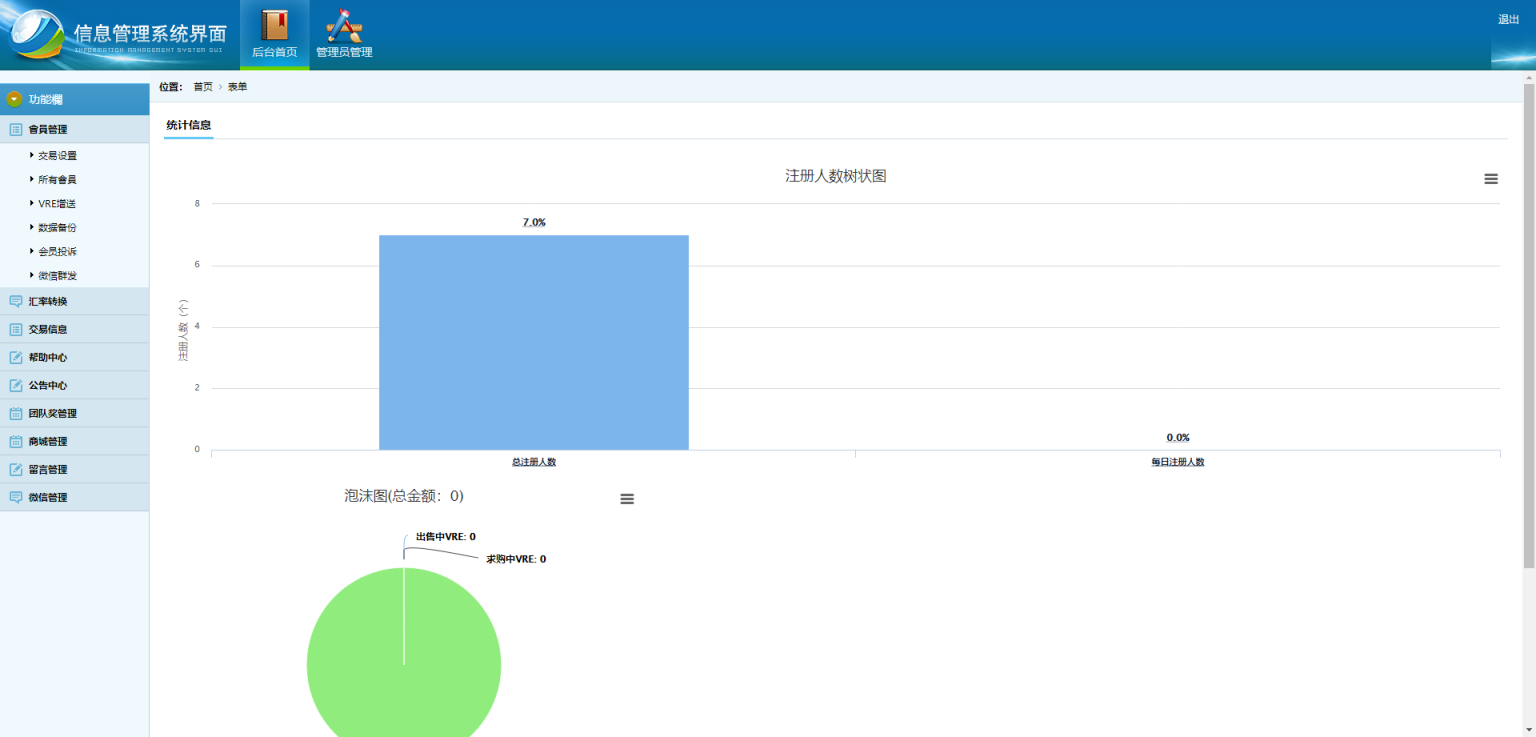 信息管理系统界面
INFORMATION MANAGEMENT SYSTEM GUI
后台首页
管理员管理
退出
功能欄
會員管理
交易设置
所有會員
VRE增送
数据备份
会员投诉
微信群发
汇率转换
交易信息
帮助中心
公告中心
团队奖管理
商城管理
留言管理
微信管理
位置： 首页 › 表单
统计信息
注册人数树状图
注册人数（个）
8
6
4
2
0
7.0%
0.0%
总注册人数
每日注册人数
泡沫图(总金额：0)
出售中VRE: 0
求购中VRE: 0